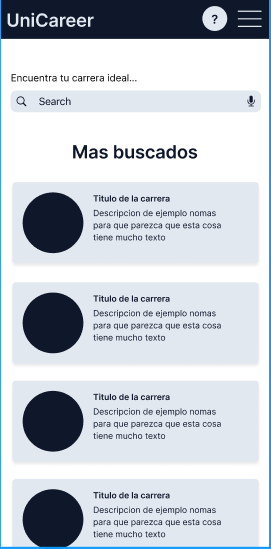 UniCareer
?
Encuentra tu carrera ideal...
Search
Mas buscados
Titulo de la carrera
Descripcion de ejemplo nomas
para que parezca que esta cosa
tiene mucho texto
Titulo de la carrera
Descripcion de ejemplo nomas
para que parezca que esta cosa
tiene mucho texto
Titulo de la carrera
Descripcion de ejemplo nomas
para que parezca que esta cosa
tiene mucho texto
Titulo de la carrera
Descripcion de ejemplo nomas
para que parezca que esta cosa
tiene mucho texto